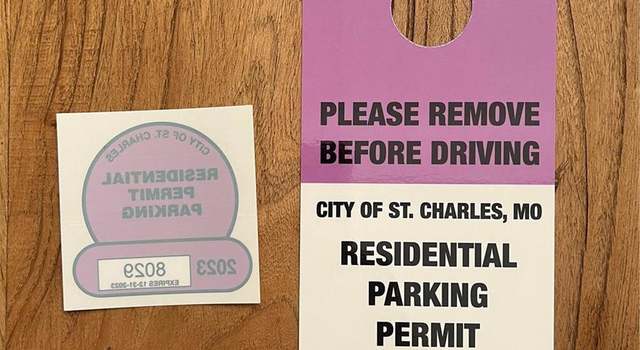 CITY OF ST. CHARLES
RESIDENTIAL
PERMIT
PARKING
2023
8029
EXPIRES 12-31-2023
PLEASE REMOVE
BEFORE DRIVING
CITY OF ST. CHARLES, MO
RESIDENTIAL
PARKING
PERMIT